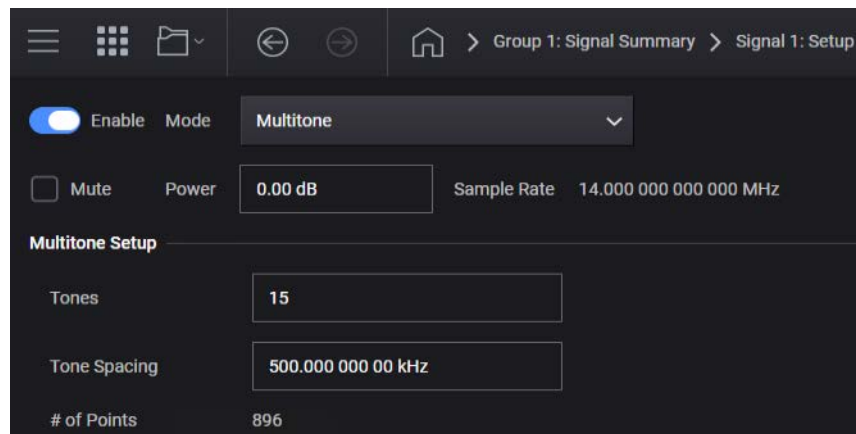 Group 1: Signal Summary > Signal 1: Setup
Enable Mode Multitone
Mute Power 0.00 dB Sample Rate 14.000 000 000 000 MHz
Multitone Setup
Tones 15
Tone Spacing 500.000 000 00 kHz
# of Points 896